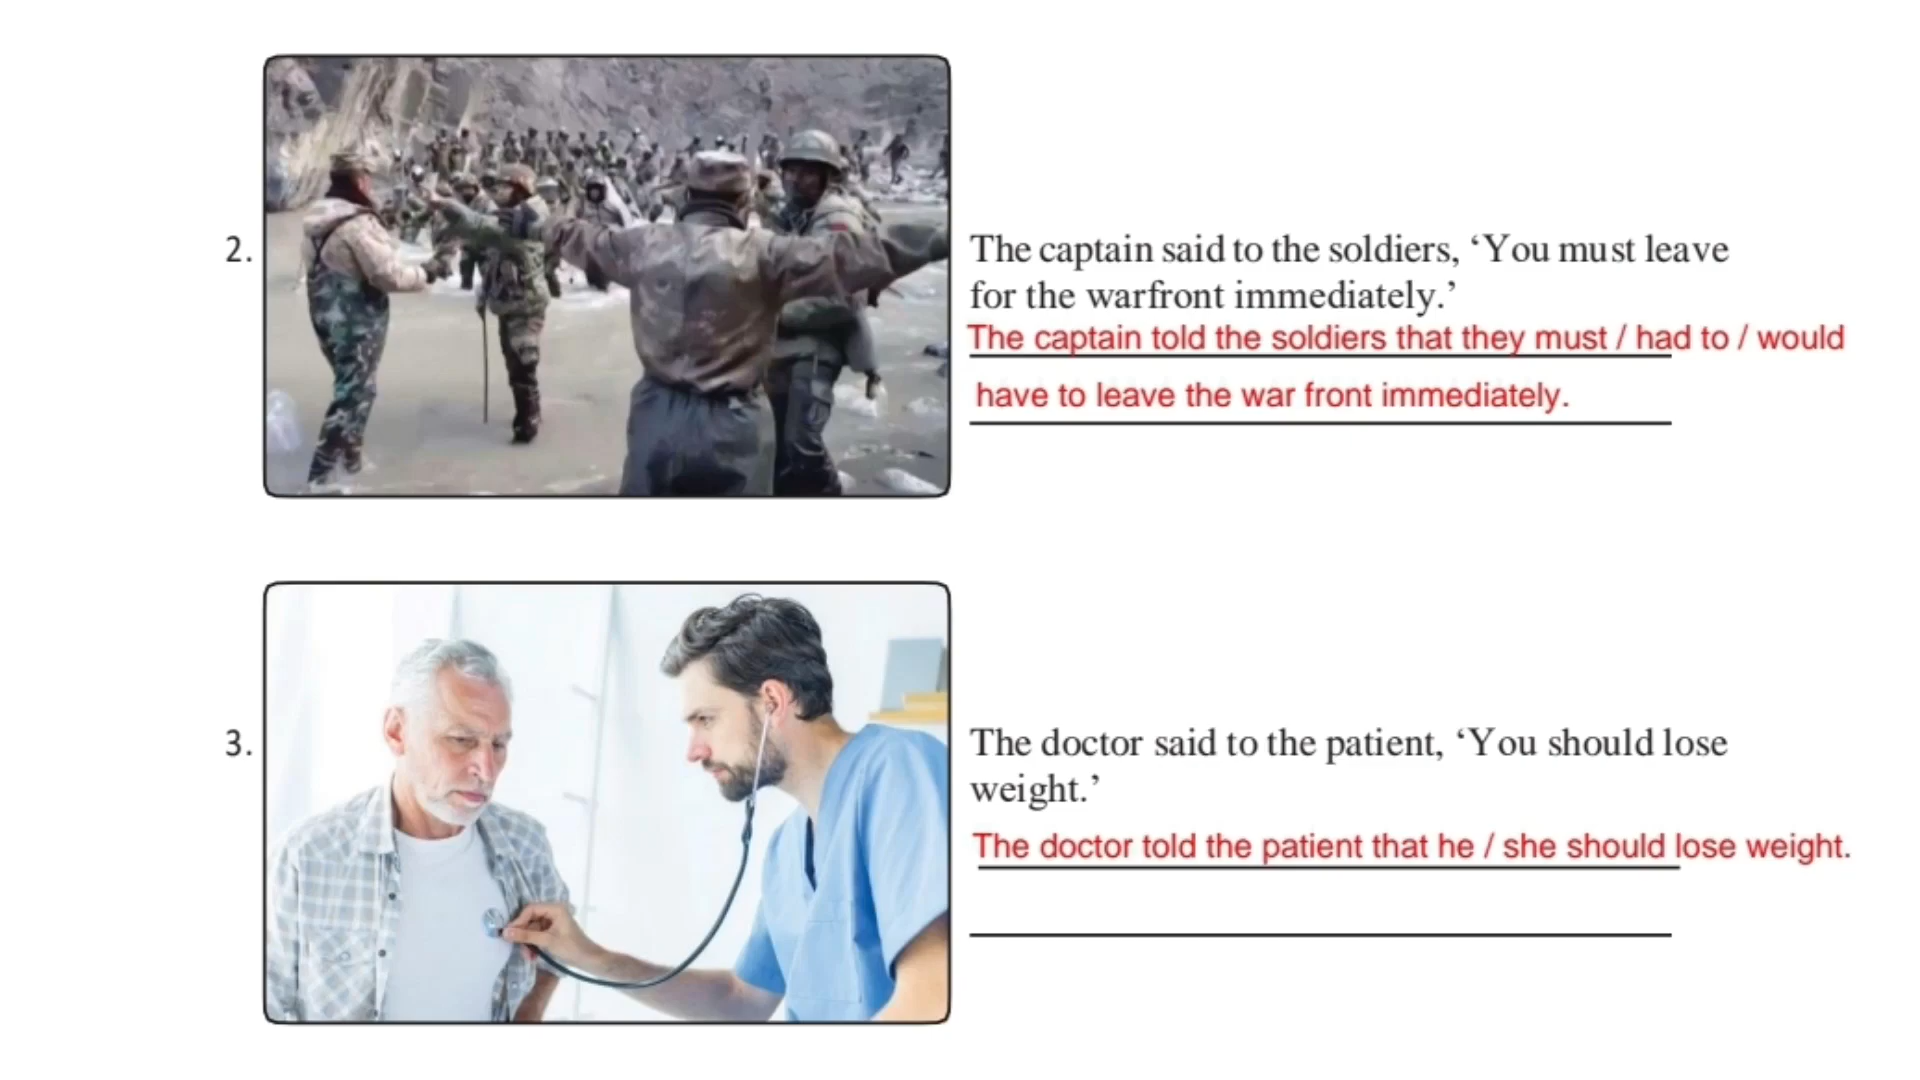 2.
The captain said to the soldiers, ‘You must leave
for the warfront immediately.’
The captain told the soldiers that they must / had to / would
have to leave the war front immediately.
3.
The doctor said to the patient, ‘You should lose
weight.’
The doctor told the patient that he / she should lose weight.